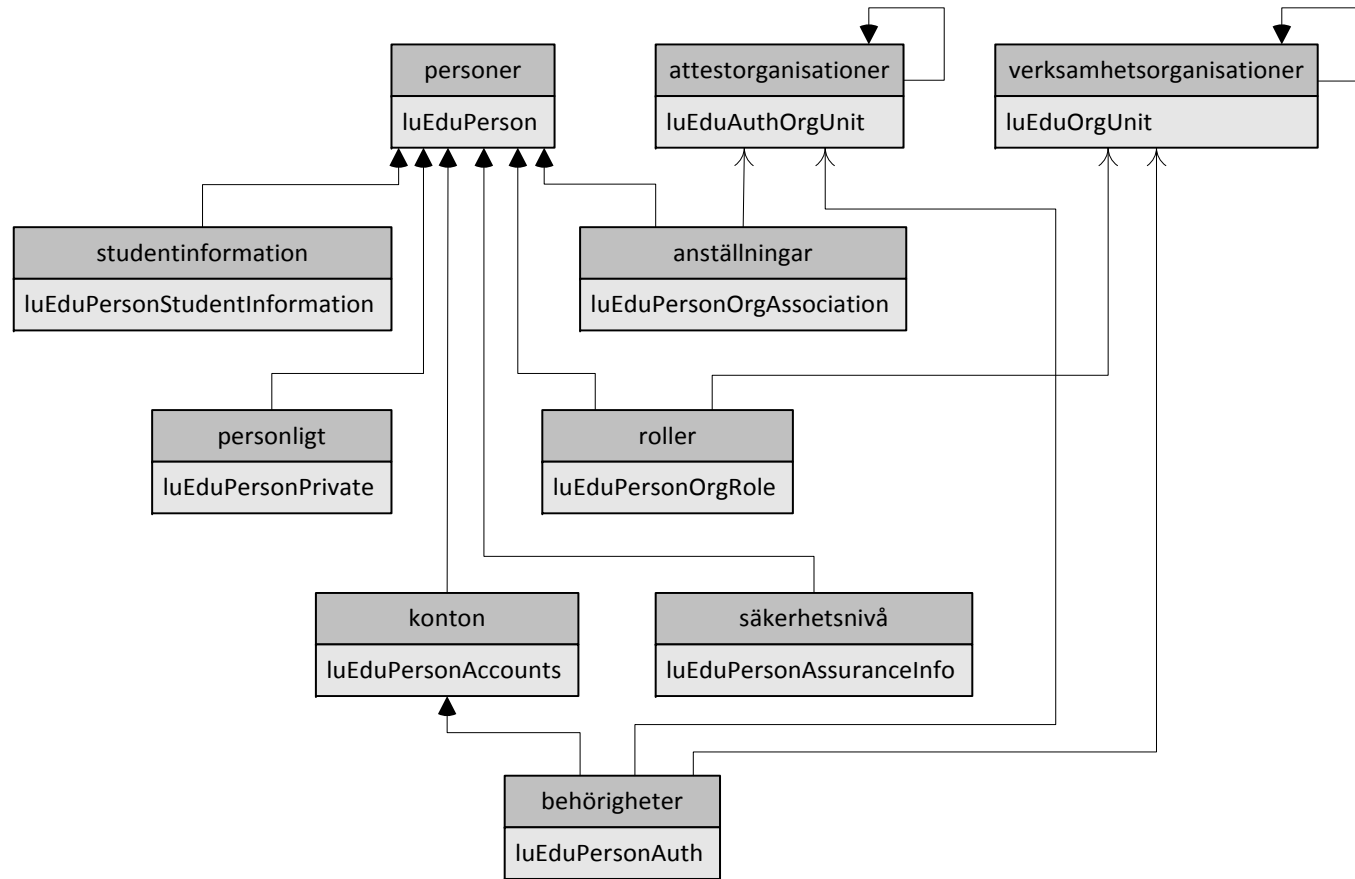 personer
luEduPerson
attestorganisationer
luEduAuthOrgUnit
verksamhetsorganisationer
luEduOrgUnit
studentinformation
luEduPersonStudentInformation
anställningar
luEduPersonOrgAssociation
personligt
luEduPersonPrivate
roller
luEduPersonOrgRole
konton
luEduPersonAccounts
säkerhetsnivå
luEduPersonAssuranceInfo
behörigheter
luEduPersonAuth